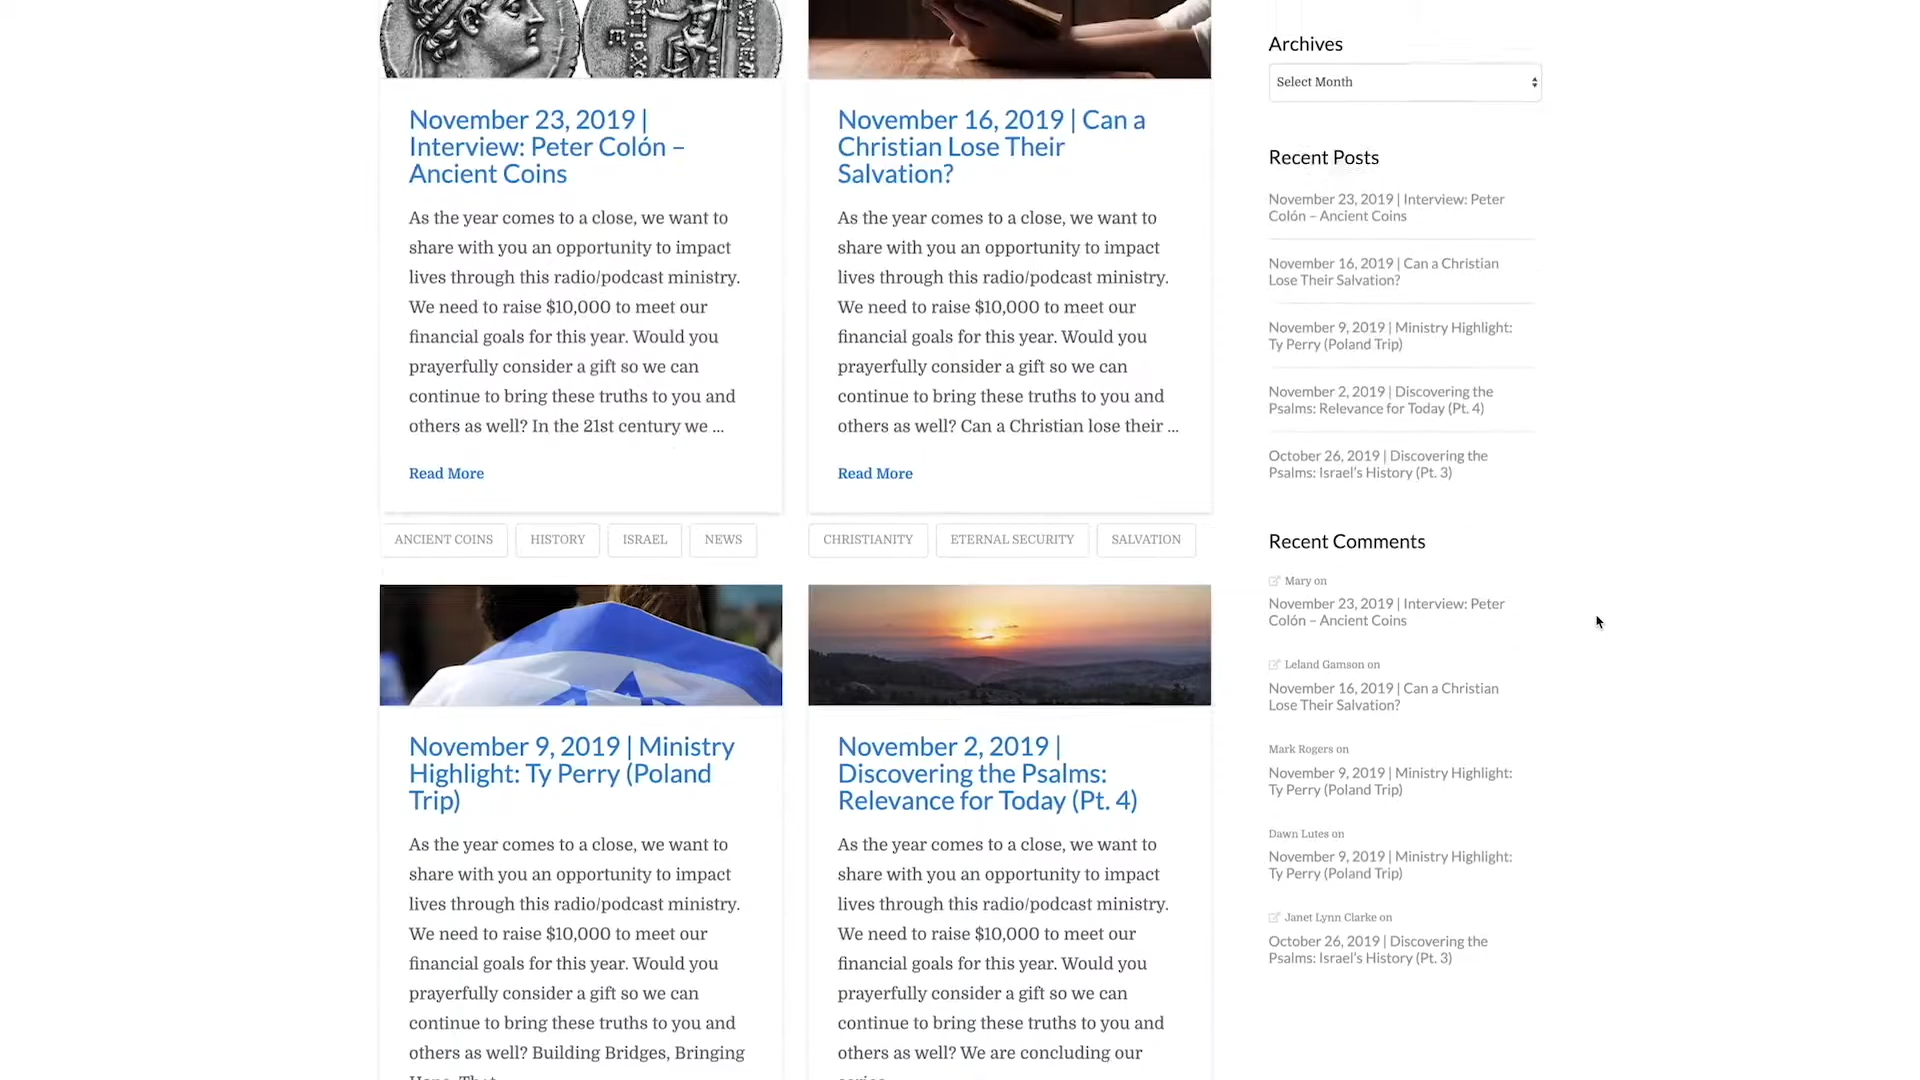 November 23, 2019 |
Interview: Peter Colón –
Ancient Coins
As the year comes to a close, we want to
share with you an opportunity to impact
lives through this radio/podcast ministry.
We need to raise $10,000 to meet our
financial goals for this year. Would you
prayerfully consider a gift so we can
continue to bring these truths to you and
others as well? In the 21st century we ...
Read More
ANCIENT COINS
HISTORY
ISRAEL
NEWS
November 16, 2019 | Can a
Christian Lose Their
Salvation?
As the year comes to a close, we want to
share with you an opportunity to impact
lives through this radio/podcast ministry.
We need to raise $10,000 to meet our
financial goals for this year. Would you
prayerfully consider a gift so we can
continue to bring these truths to you and
others as well? Can a Christian lose their ...
Read More
CHRISTIANITY
ETERNAL SECURITY
SALVATION
November 9, 2019 | Ministry
Highlight: Ty Perry (Poland
Trip)
As the year comes to a close, we want to
share with you an opportunity to impact
lives through this radio/podcast ministry.
We need to raise $10,000 to meet our
financial goals for this year. Would you
prayerfully consider a gift so we can
continue to bring these truths to you and
others as well? Building Bridges, Bringing
November 2, 2019 |
Discovering the Psalms:
Relevance for Today (Pt. 4)
As the year comes to a close, we want to
share with you an opportunity to impact
lives through this radio/podcast ministry.
We need to raise $10,000 to meet our
financial goals for this year. Would you
prayerfully consider a gift so we can
continue to bring these truths to you and
others as well? We are concluding our
Archives
Select Month
Recent Posts
November 23, 2019 | Interview: Peter
Colón – Ancient Coins
November 16, 2019 | Can a Christian
Lose Their Salvation?
November 9, 2019 | Ministry Highlight:
Ty Perry (Poland Trip)
November 2, 2019 | Discovering the
Psalms: Relevance for Today (Pt. 4)
October 26, 2019 | Discovering the
Psalms: Israel's History (Pt. 3)
Recent Comments
Mary on
November 23, 2019 | Interview: Peter
Colón – Ancient Coins
Leland Gamson on
November 16, 2019 | Can a Christian
Lose Their Salvation?
Mark Rogers on
November 9, 2019 | Ministry Highlight:
Ty Perry (Poland Trip)
Dawn Lutes on
November 9, 2019 | Ministry Highlight:
Ty Perry (Poland Trip)
Janet Lynn Clarke on
October 26, 2019 | Discovering the
Psalms: Israel's History (Pt. 3)